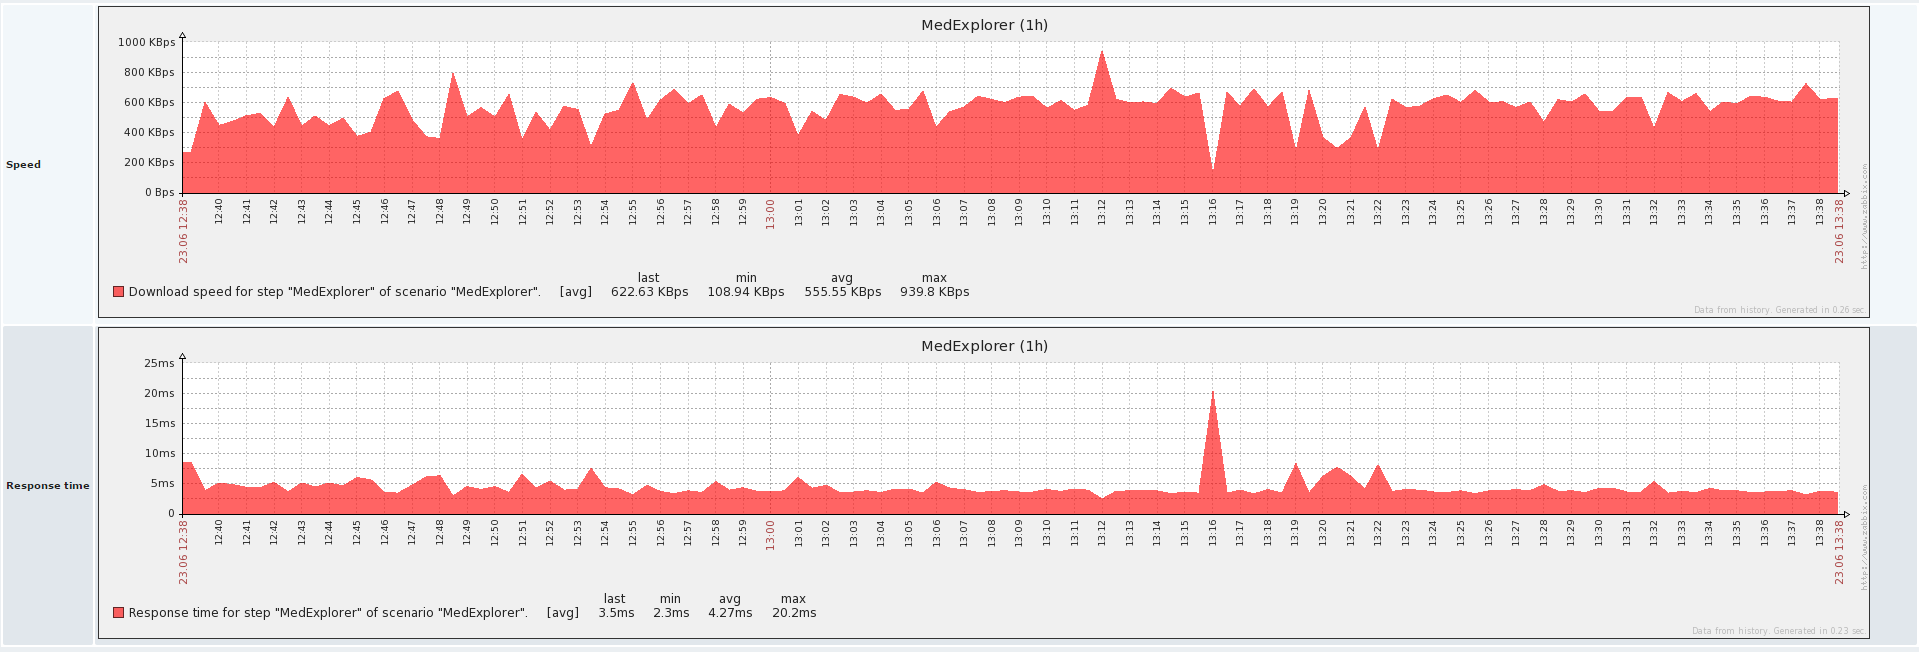 Speed
MedExplorer (1h)
1000 KBps
800 KBps
600 KBps
400 KBps
200 KBps
0 Bps
23.06 12:38 12:40 12:41 12:42 12:43 12:44 12:45 12:46 12:47 12:48 12:49 12:50 12:51 12:52 12:53 12:54 12:55 12:56 12:57 12:58 12:59 13:00 13:01 13:02 13:03 13:04 13:05 13:06 13:07 13:08 13:09 13:10 13:11 13:12 13:13 13:14 13:15 13:16 13:17 13:18 13:19 13:20 13:21 13:22 13:23 13:24 13:25 13:26 13:27 13:28 13:29 13:30 13:31 13:32 13:33 13:34 13:35 13:36 13:37 13:38 23.06 13:38
http://www.zabbix.com
last min avg max
Download speed for step "MedExplorer" of scenario "MedExplorer". [avg] 622.63 KBps 108.94 KBps 555.55 KBps 939.8 KBps
Data from history. Generated in 0.26 sec.
Response time
MedExplorer (1h)
25ms
20ms
15ms
10ms
5ms
0
23.06 12:38 12:40 12:41 12:42 12:43 12:44 12:45 12:46 12:47 12:48 12:49 12:50 12:51 12:52 12:53 12:54 12:55 12:56 12:57 12:58 12:59 13:00 13:01 13:02 13:03 13:04 13:05 13:06 13:07 13:08 13:09 13:10 13:11 13:12 13:13 13:14 13:15 13:16 13:17 13:18 13:19 13:20 13:21 13:22 13:23 13:24 13:25 13:26 13:27 13:28 13:29 13:30 13:31 13:32 13:33 13:34 13:35 13:36 13:37 13:38 23.06 13:38
http://www.zabbix.com
last min avg max
Response time for step "MedExplorer" of scenario "MedExplorer". [avg] 3.5ms 2.3ms 4.27ms 20.2ms
Data from history. Generated in 0.23 sec.